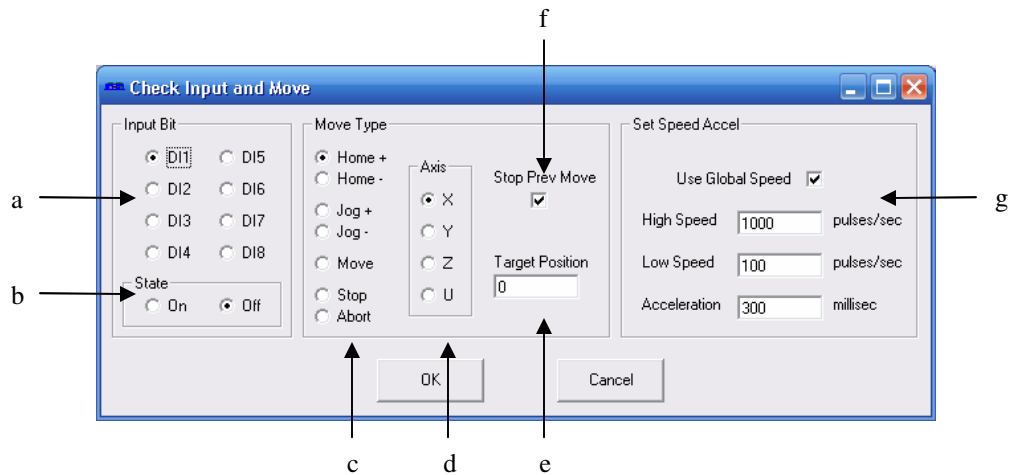 f
Check Input and Move
Input Bit
DI1 DI5
DI2 DI6
DI3 DI7
DI4 DI8
State
On Off
Move Type
Home +
Home -
Jog +
Jog -
Move
Stop
Abort
Axis
X
Y
Z
U
Stop Prev Move
Target Position
0
Set Speed Accel
Use Global Speed
High Speed 1000 pulses/sec
Low Speed 100 pulses/sec
Acceleration 300 millisec
OK
Cancel
a
b
g
c
d
e